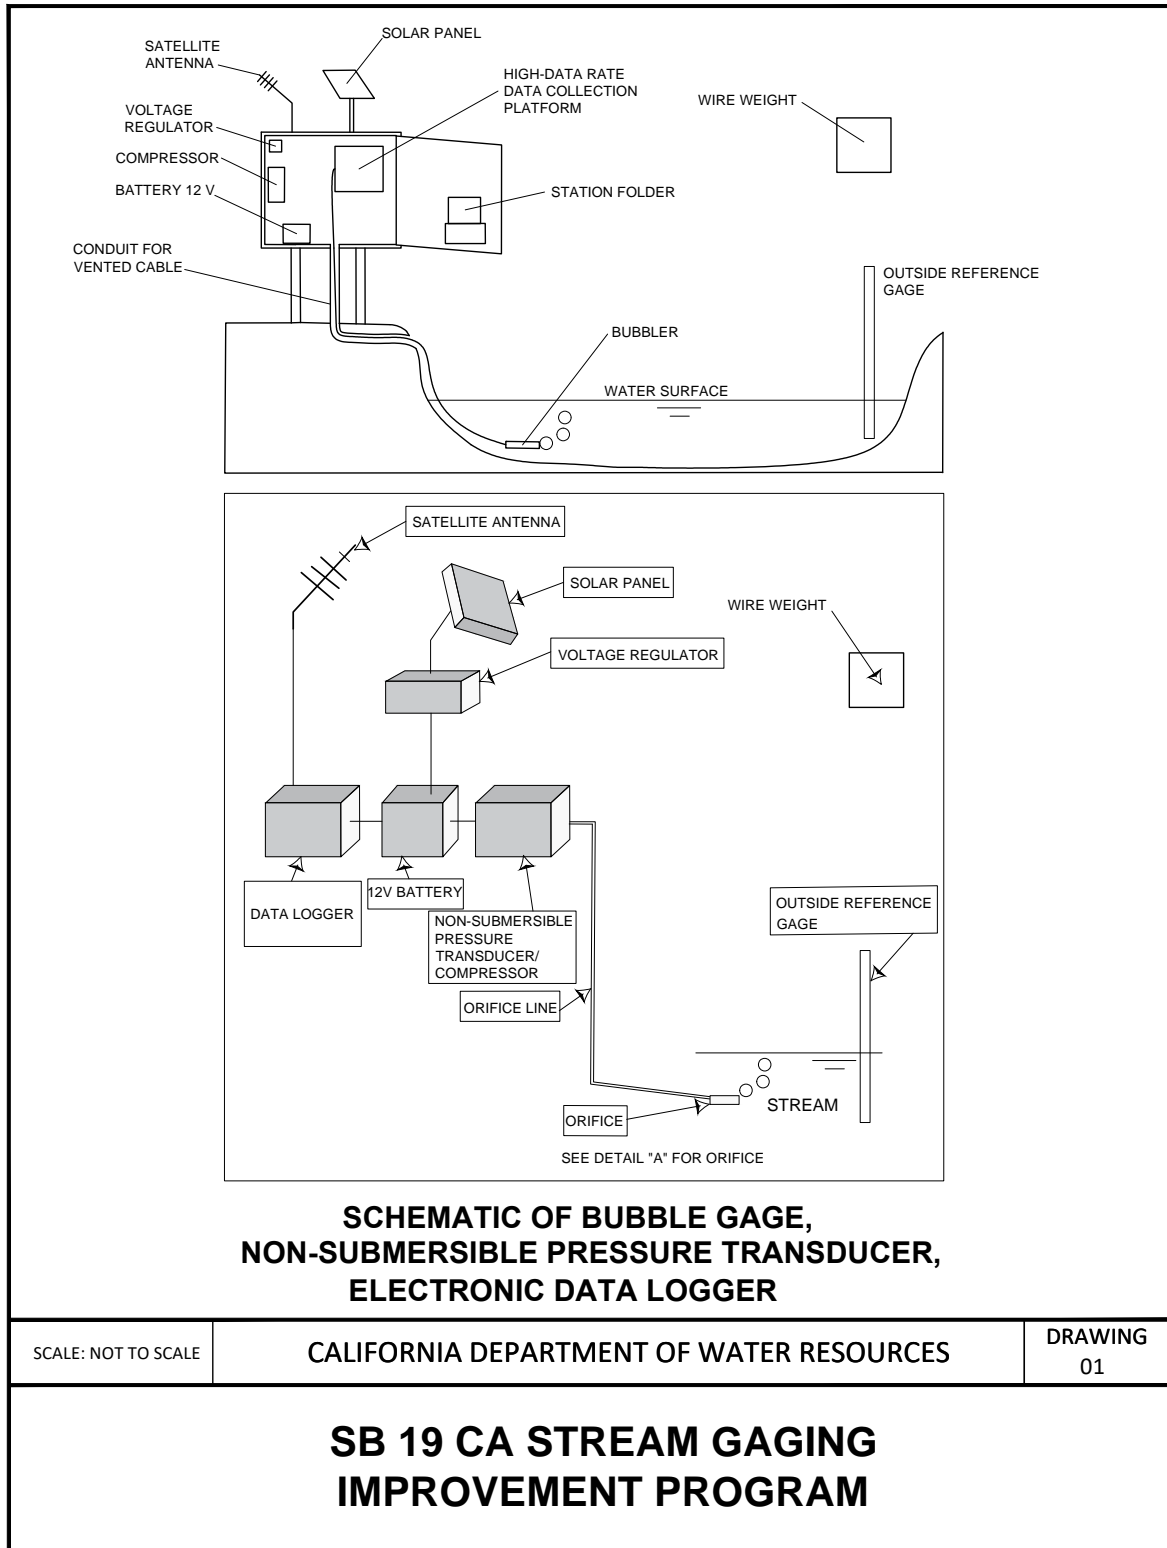 SATELLITE
ANTENNA
SOLAR PANEL
HIGH-DATA RATE
DATA COLLECTION
PLATFORM
WIRE WEIGHT
VOLTAGE
REGULATOR
COMPRESSOR
BATTERY 12 V
STATION FOLDER
CONDUIT FOR
VENTED CABLE
OUTSIDE REFERENCE
GAGE
BUBBLER
WATER SURFACE
SATELLITE ANTENNA
SOLAR PANEL
WIRE WEIGHT
VOLTAGE REGULATOR
DATA LOGGER
12V BATTERY
NON-SUBMERSIBLE
PRESSURE
TRANSDUCER/
COMPRESSOR
OUTSIDE REFERENCE
GAGE
ORIFICE LINE
ORIFICE
STREAM
SEE DETAIL "A" FOR ORIFICE
SCHEMATIC OF BUBBLE GAGE,
NON-SUBMERSIBLE PRESSURE TRANSDUCER,
ELECTRONIC DATA LOGGER
SCALE: NOT TO SCALE
CALIFORNIA DEPARTMENT OF WATER RESOURCES
DRAWING
01
SB 19 CA STREAM GAGING
IMPROVEMENT PROGRAM